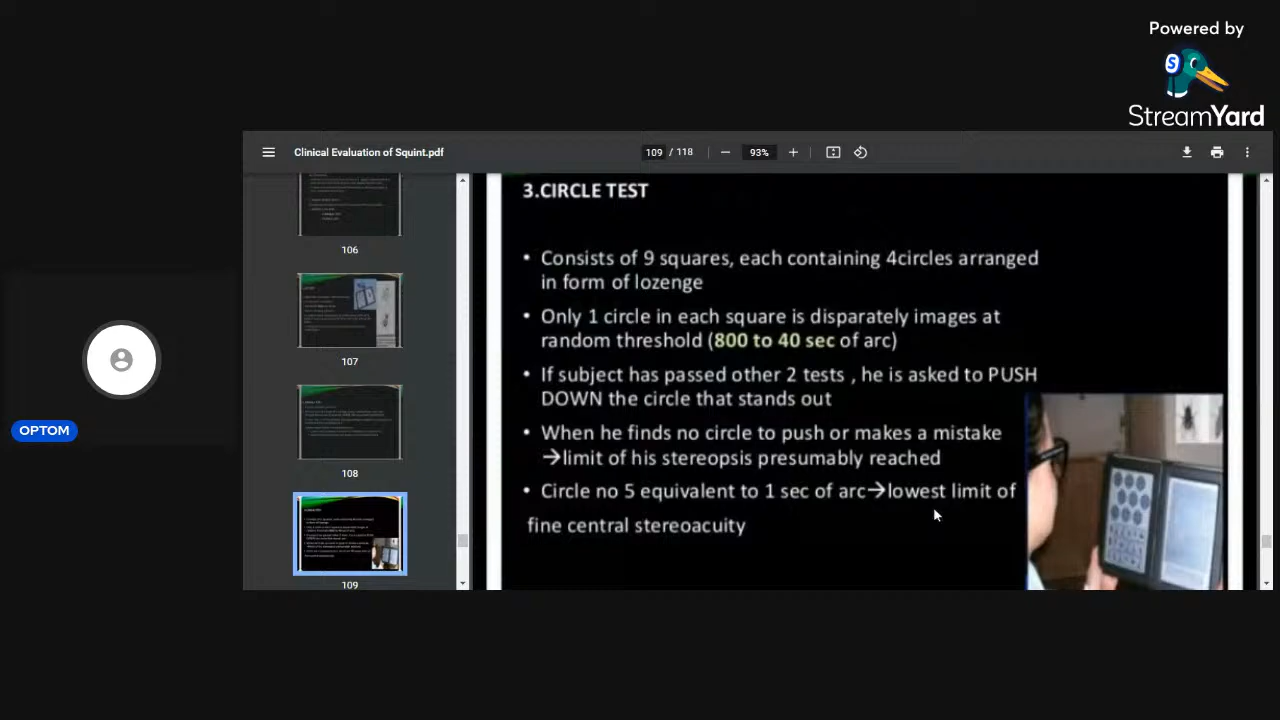 Powered by
S
StreamYard
Clinical Evaluation of Squint.pdf
109 / 118
93%
106
107
108
109
OPTOM
3.CIRCLE TEST
• Consists of 9 squares, each containing 4circles arranged
in form of lozenge
• Only 1 circle in each square is disparately images at
random threshold (800 to 40 sec of arc)
• If subject has passed other 2 tests , he is asked to PUSH
DOWN the circle that stands out
• When he finds no circle to push or makes a mistake
→limit of his stereopsis presumably reached
• Circle no 5 equivalent to 1 sec of arc→lowest limit of
fine central stereoacuity